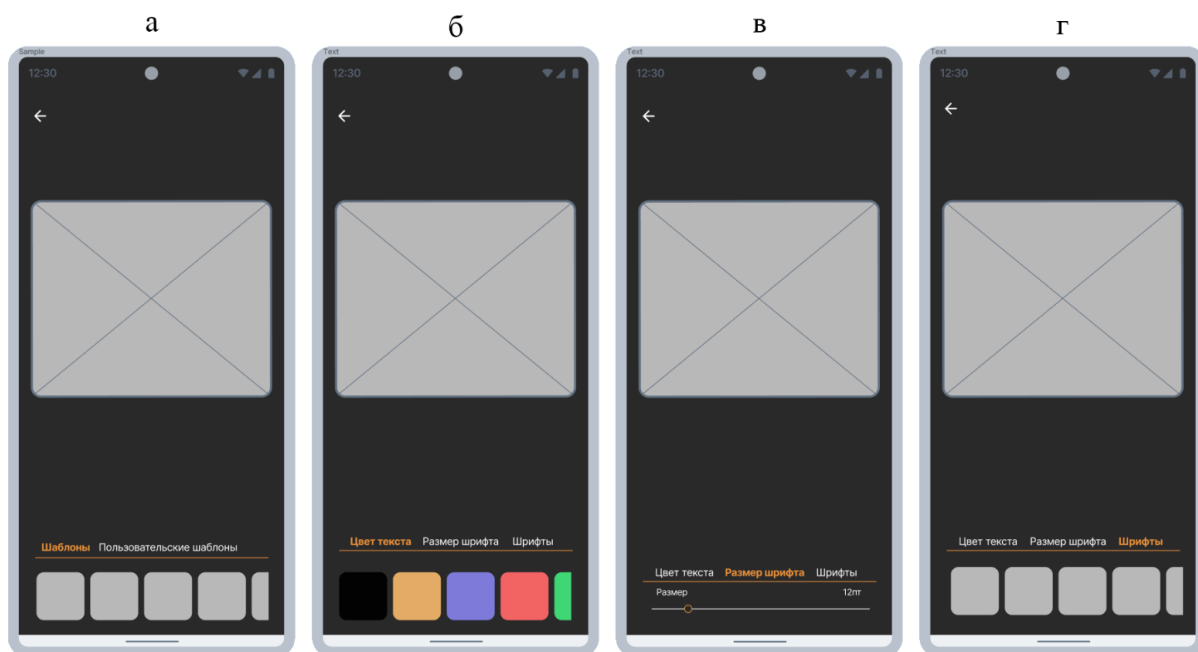 а
б
в
г
Sample
Text
Text
Text
12:30
12:30
12:30
12:30
Шаблоны Пользовательские шаблоны
Цвет текста Размер шрифта Шрифты
Цвет текста Размер шрифта Шрифты
Размер 12пт
Цвет текста Размер шрифта Шрифты